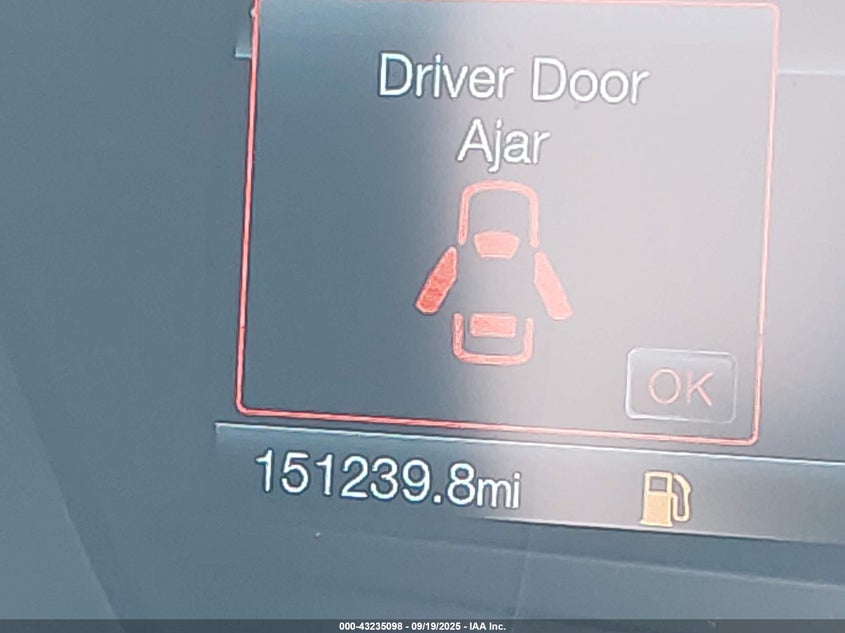 Driver Door
Ajar
OK
151239.8mi
000-43235098 - 09/19/2025 - IAA Inc.